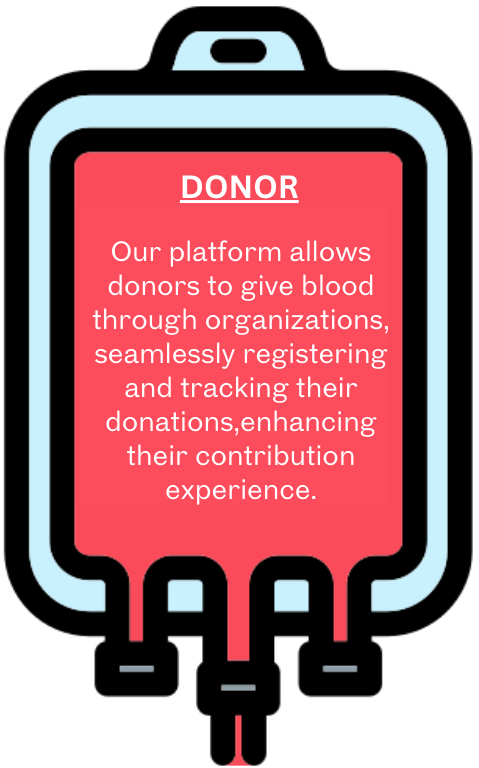 DONOR
Our platform allows
donors to give blood
through organizations,
seamlessly registering
and tracking their
donations,enhancing
their contribution
experience.